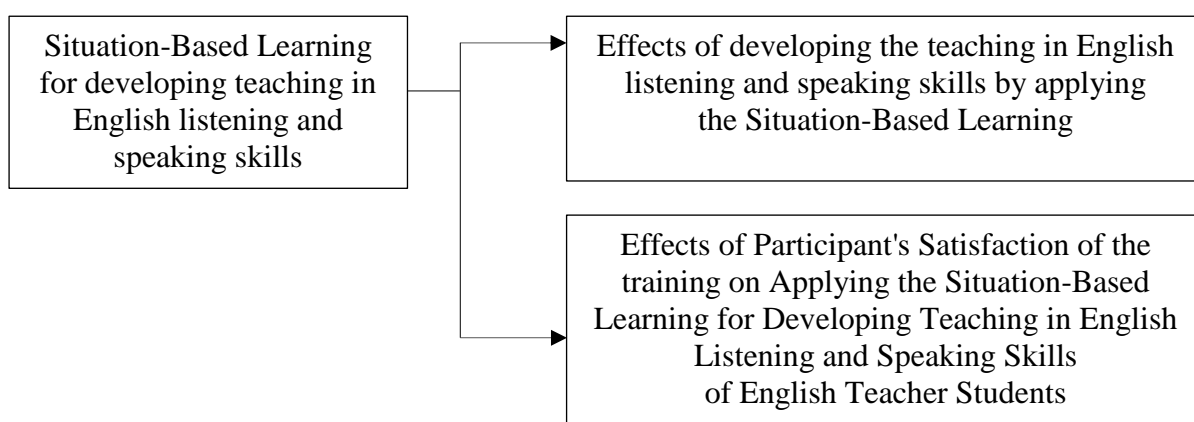 Situation-Based Learning
for developing teaching in
English listening and
speaking skills
Effects of developing the teaching in English
listening and speaking skills by applying
the Situation-Based Learning
Effects of Participant's Satisfaction of the
training on Applying the Situation-Based
Learning for Developing Teaching in English
Listening and Speaking Skills
of English Teacher Students